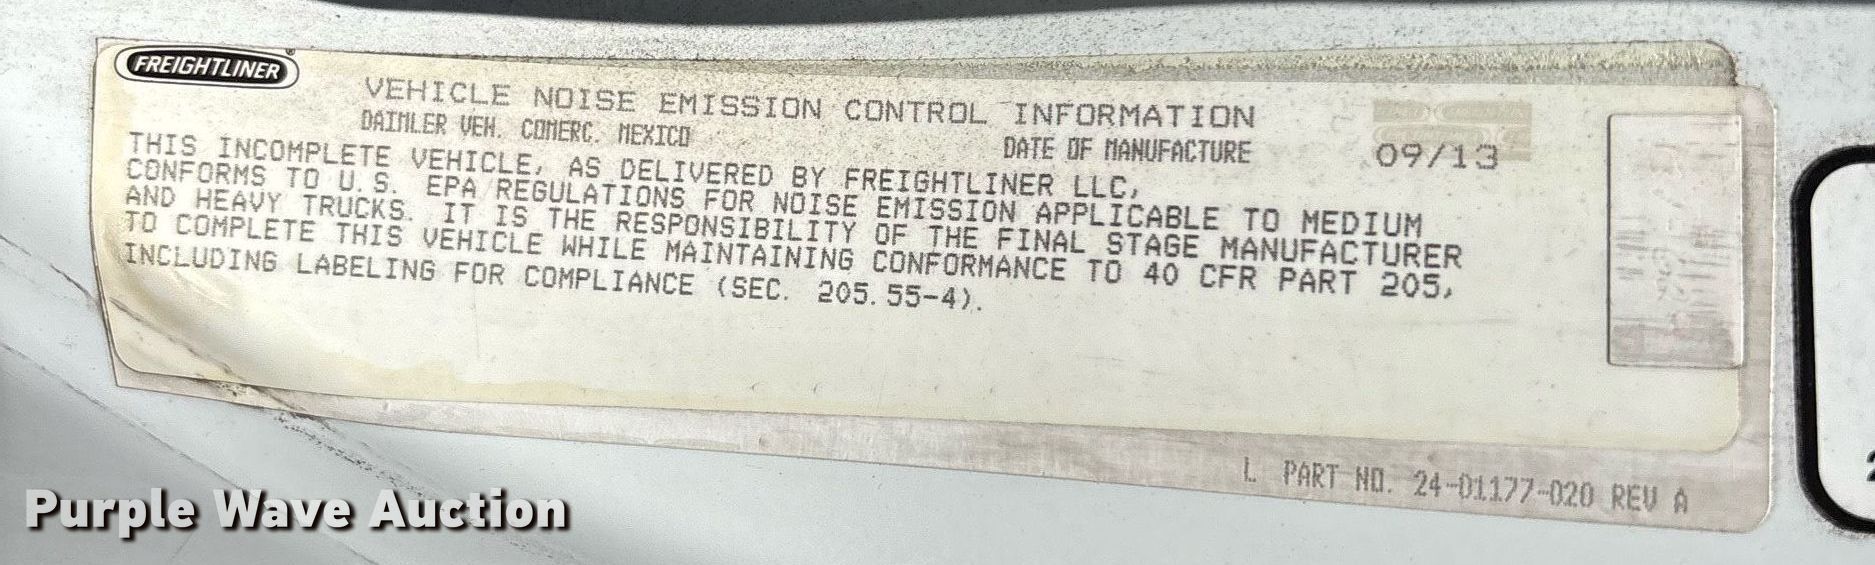 FREIGHTLINER
VEHICLE NOISE EMISSION CONTROL INFORMATION
DAIMLER VEH. COMERC. MEXICO
DATE OF MANUFACTURE 09/13
THIS INCOMPLETE VEHICLE, AS DELIVERED BY FREIGHTLINER LLC,
CONFORMS TO U.S. EPA REGULATIONS FOR NOISE EMISSION APPLICABLE TO MEDIUM
AND HEAVY TRUCKS. IT IS THE RESPONSIBILITY OF THE FINAL STAGE MANUFACTURER
TO COMPLETE THIS VEHICLE WHILE MAINTAINING CONFORMANCE TO 40 CFR PART 205,
INCLUDING LABELING FOR COMPLIANCE (SEC. 205.55-4).
L PART NO. 24-01177-020 REV A
Purple Wave Auction